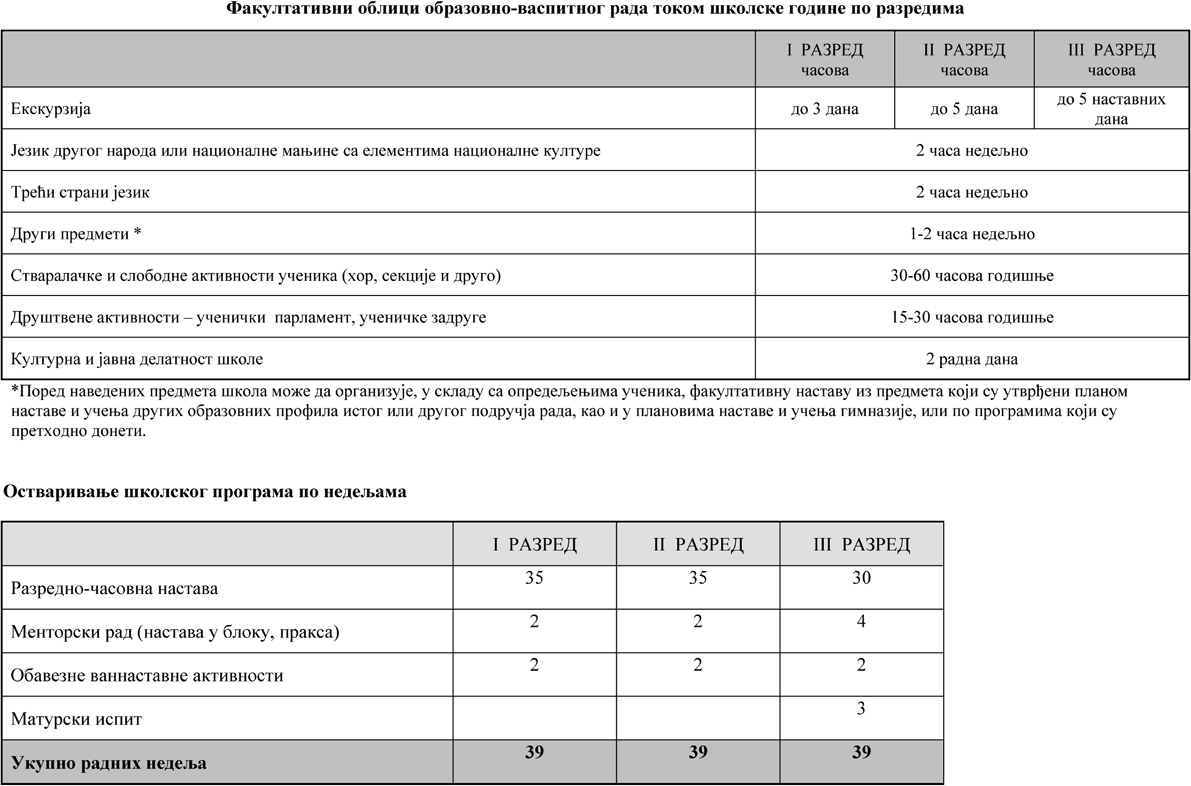 Факултативни облици образовно-васпитног рада током школске године по разредима
I РАЗРЕД часова II РАЗРЕД часова III РАЗРЕД часова
Екскурзија до 3 дана до 5 дана до 5 наставних дана
Језик другог народа или националне мањине са елементима националне културе 2 часа недељно
Трећи страни језик 2 часа недељно
Други предмети * 1-2 часа недељно
Стваралачке и слободне активности ученика (хор, секције и друго) 30-60 часова годишње
Друштвене активности – ученички парламент, ученичке задруге 15-30 часова годишње
Културна и јавна делатност школе 2 радна дана
*Поред наведених предмета школа може да организује, у складу са опредељењима ученика, факултативну наставу из предмета који су утврђени планом
наставе и учења других образовних профила истог или другог подручја рада, као и у плановима наставе и учења гимназије, или по програмима који су
претходно донети.
Остваривање школског програма по недељама
I РАЗРЕД II РАЗРЕД III РАЗРЕД
Разредно-часовна настава 35 35 30
Менторски рад (настава у блоку, пракса) 2 2 4
Обавезне ваннаставне активности 2 2 2
Матурски испит 3
Укупно радних недеља 39 39 39